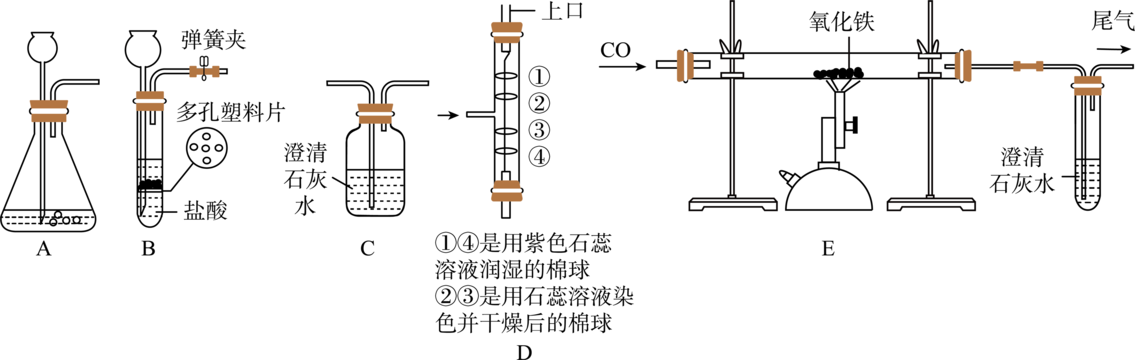 弹簧夹
多孔塑料片
盐酸
A
B
澄清
石灰
水
C
上口
①
②
③
④
①④是用紫色石蕊
溶液润湿的棉球
②③是用石蕊溶液染
色并干燥后的棉球
D
CO
氧化铁
尾气
澄清
石灰水
E